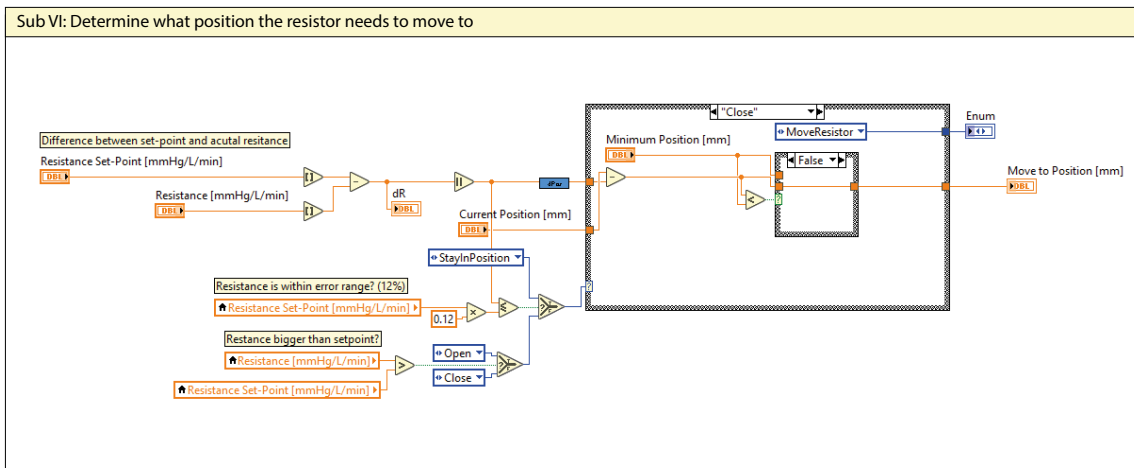 Sub VI: Determine what position the resistor needs to move to
"Close"
Enum
MoveResistor
Difference between set-point and acutal resitance
Minimum Position [mm]
Resistance Set-Point [mmHg/L/min]
DBL
False
Move to Position [mm]
DBL
[]
-
||
dPos
-
DBL
Resistance [mmHg/L/min]
dR
DBL
[]
DBL
Current Position [mm]
<
?
DBL
StayInPosition
Resistance is within error range? (12%)
?
Resistance Set-Point [mmHg/L/min]
×
≤
?
T
F
0.12
Restance bigger than setpoint?
Resistance [mmHg/L/min]
>
Open
?
T
F
Close
Resistance Set-Point [mmHg/L/min]